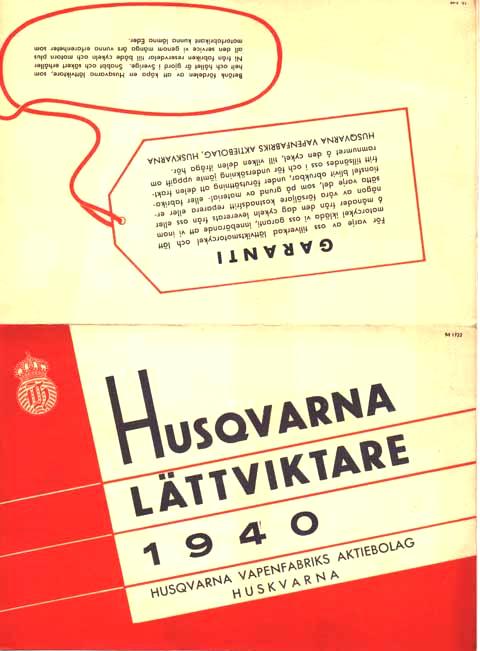 HUSQVARNA
LÄTTVIKTARE
1940
HUSQVARNA VAPENFABRIKS AKTIEBOLAG
HUSKVARNA
GARANTI
För varje av oss tillverkad lättviktsmotorcykel och lätt
motorcykel ikläda vi oss garanti, innebärande att vi inom
6 månader från den dag cykeln levererats från oss eller
någon av våra försäljare kostnadsfritt reparera eller er-
sätta varje del, som på grund av material- eller fabrika-
tionsfel blivit obrukbar, under förutsättning att delen frakt-
fritt tillsändes oss i och för undersökning jämte uppgift om
ramnumret å den cykel, till vilken delen ifråga hör.
HUSQVARNA VAPENFABRIKS AKTIEBOLAG, HUSKVARNA
Betänk fördelen av att köpa en Husqvarna lättviktare, som
helt och hållet är gjord i Sverige. Snabbt och säkert erhåller
Ni från fabriken reservdelar till både cykeln och motorn plus
all den service vi genom många års vunna erfarenheter som
motorfabrikant kunna lämna Eder.